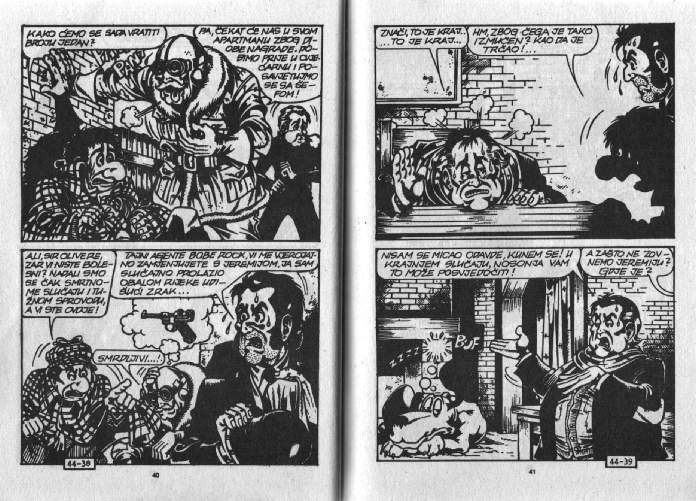 KAKO ĆEMO SE SADA VRATITI
BROJU JEDAN?
PA, ČEKAT ĆE NAS U SVOM
APARTMANU ZBOG DI-
OBE NAGRADE. DO-
ĐIMO PRIJE U CVJE-
ĆARNU I PO-
SAVJETUJMO
SE SA ŠE-
FOM!
ALI, SIR OLIVERE,
ZAR VI NISTE BOLE-
SNI? NADALI SMO
SE ČAK SMRTNO-
ME SLUČAJU I TU-
ŽNOM SPROVODU,
A VI STE OVDJE!
TAJNI AGENTE BOBE ROCK, VI ME VJEROJAT-
NO ZAMJENJUJETE S JEREMIJOM, JA SAM
SLUČAJNO PROLAZIO
OBALOM RIJEKE UDI-
ŠUĆI ZRAK...
SMRDLJIVI...!
44-38
40
ZNAČI, TO JE KRAJ...
...TO JE KRAJ...
HM, ZBOG ČEGA JE TAKO
IZMUČEN? KAO DA JE
TRČAO!...
NISAM SE MICAO ODAVDE, KUNEM SE! U
KRAJNJEM SLUČAJU, NOSONJA VAM
TO MOŽE POSVJEDOČITI!
A ZAŠTO NE ZOV-
NEMO JEREMIJU?
GDJE JE?
BUF
44-39
41